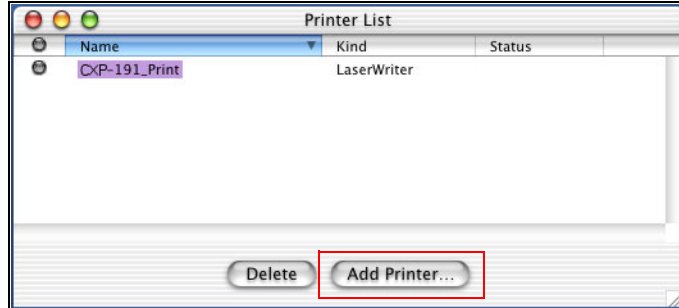 Printer List
Name Kind Status
CXP-191_Print LaserWriter
Delete Add Printer...